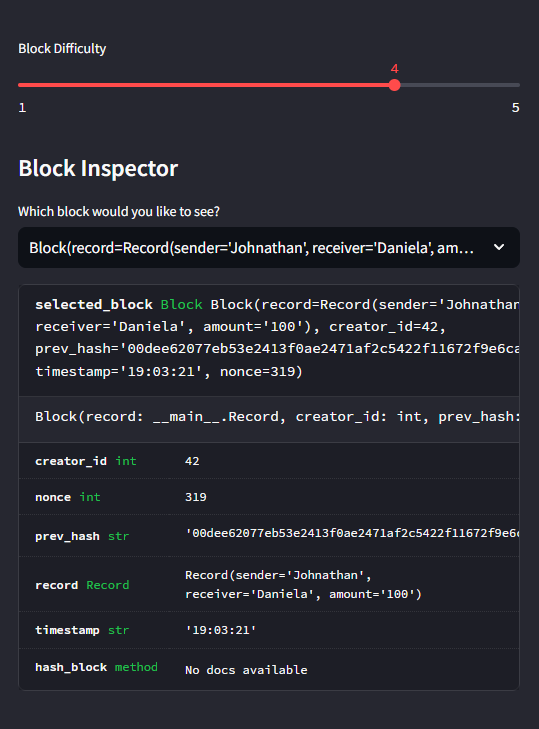 Block Difficulty
4
1 5
Block Inspector
Which block would you like to see?
Block(record=Record(sender='Johnathan', receiver='Daniela', am...
selected_block Block Block(record=Record(sender='Johnathan
receiver='Daniela', amount='100'), creator_id=42,
prev_hash='00dee62077eb53e2413f0ae2471af2c5422f11672f9e6ca
timestamp='19:03:21', nonce=319)
Block(record: __main__.Record, creator_id: int, prev_hash:
creator_id int 42
nonce int 319
prev_hash str '00dee62077eb53e2413f0ae2471af2c5422f11672f9e6c
record Record Record(sender='Johnathan',
receiver='Daniela', amount='100')
timestamp str '19:03:21'
hash_block method No docs available